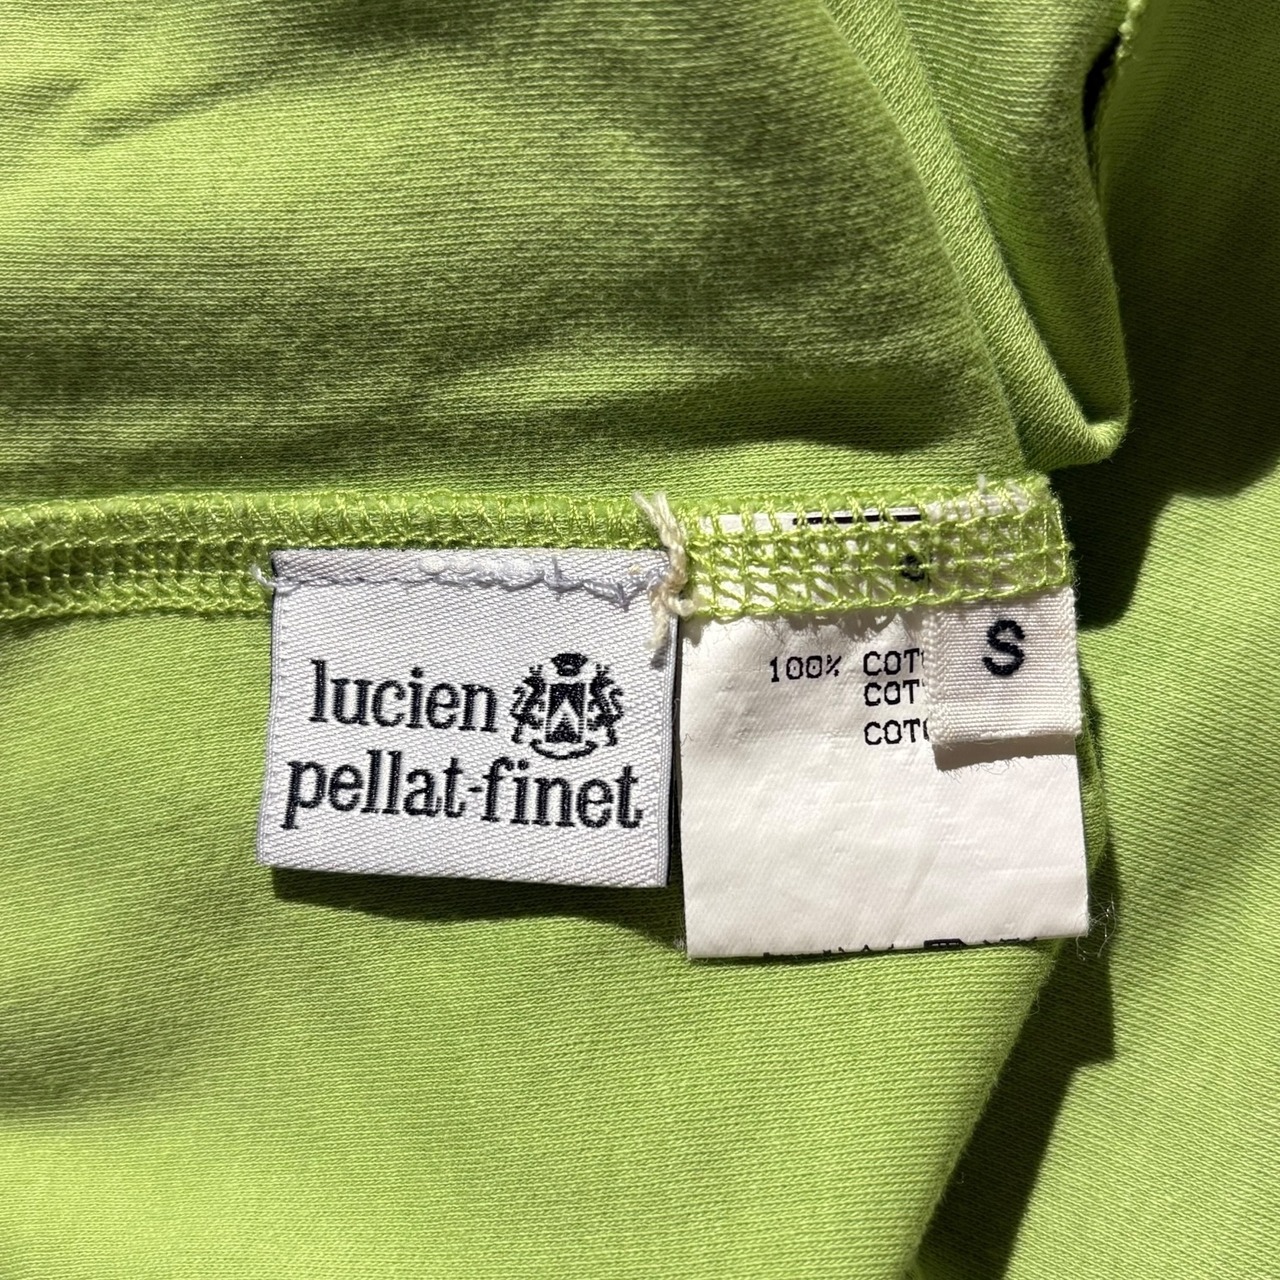 lucien
pellat-finet
100% COT
COT
COT
S